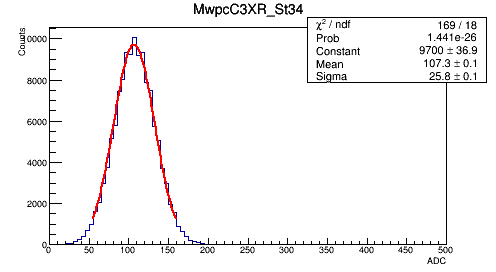 MwpcC3XR_St34
χ² / ndf 169 / 18
Prob 1.441e-26
Constant 9700 ± 36.9
Mean 107.3 ± 0.1
Sigma 25.8 ± 0.1
Counts
0000
8000
6000
4000
2000
0
0 50 100 150 200 250 300 350 400 450 500
ADC